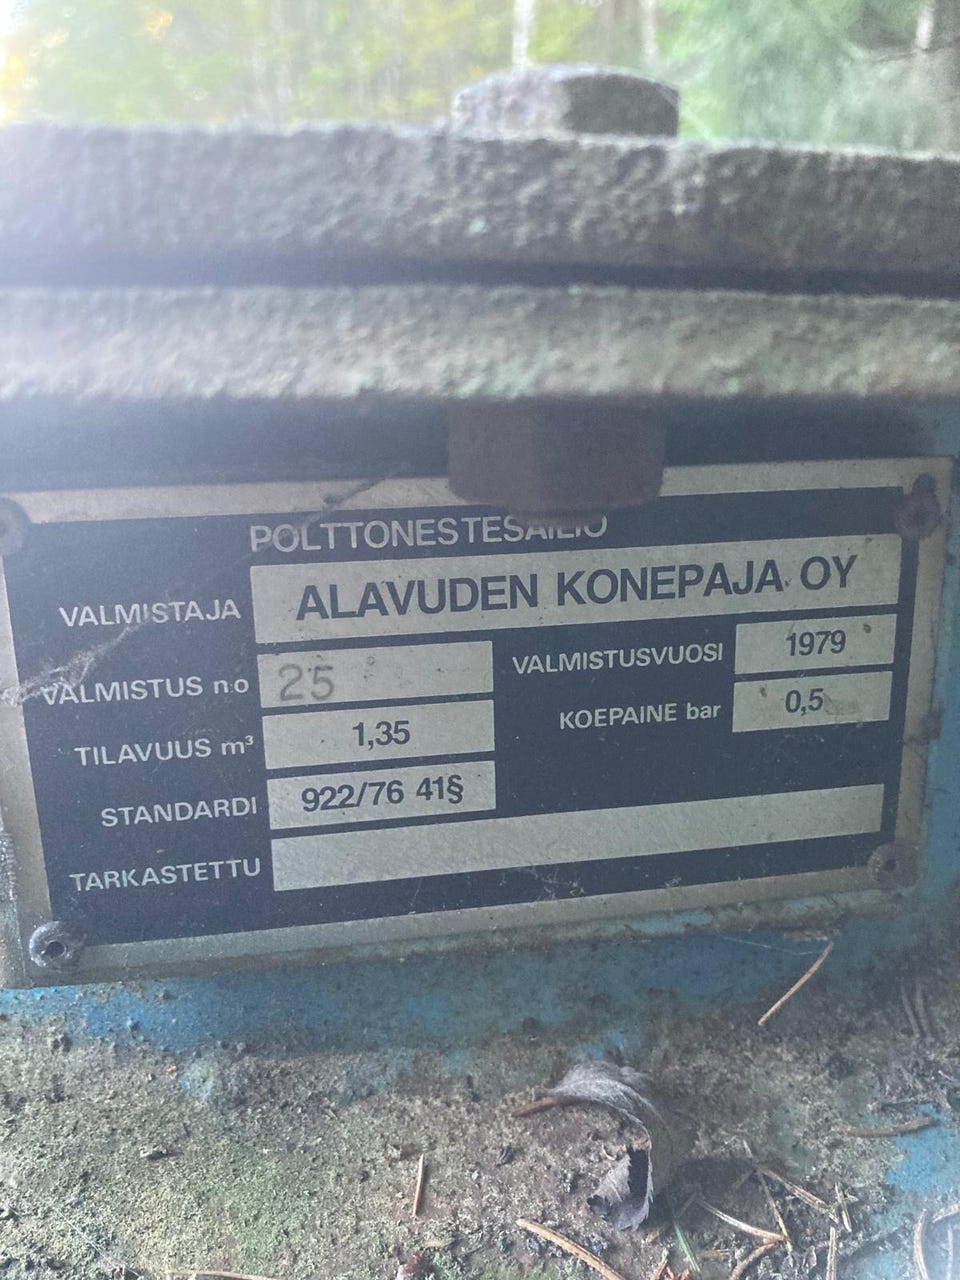 POLTTONESTESÄILIÖ
VALMISTAJA ALAVUDEN KONEPAJA OY
VALMISTUS n:o 25 VALMISTUSVUOSI 1979
TILAVUUS m³ 1,35 KOEPAINE bar 0,5
STANDARDI 922/76 41§
TARKASTETTU